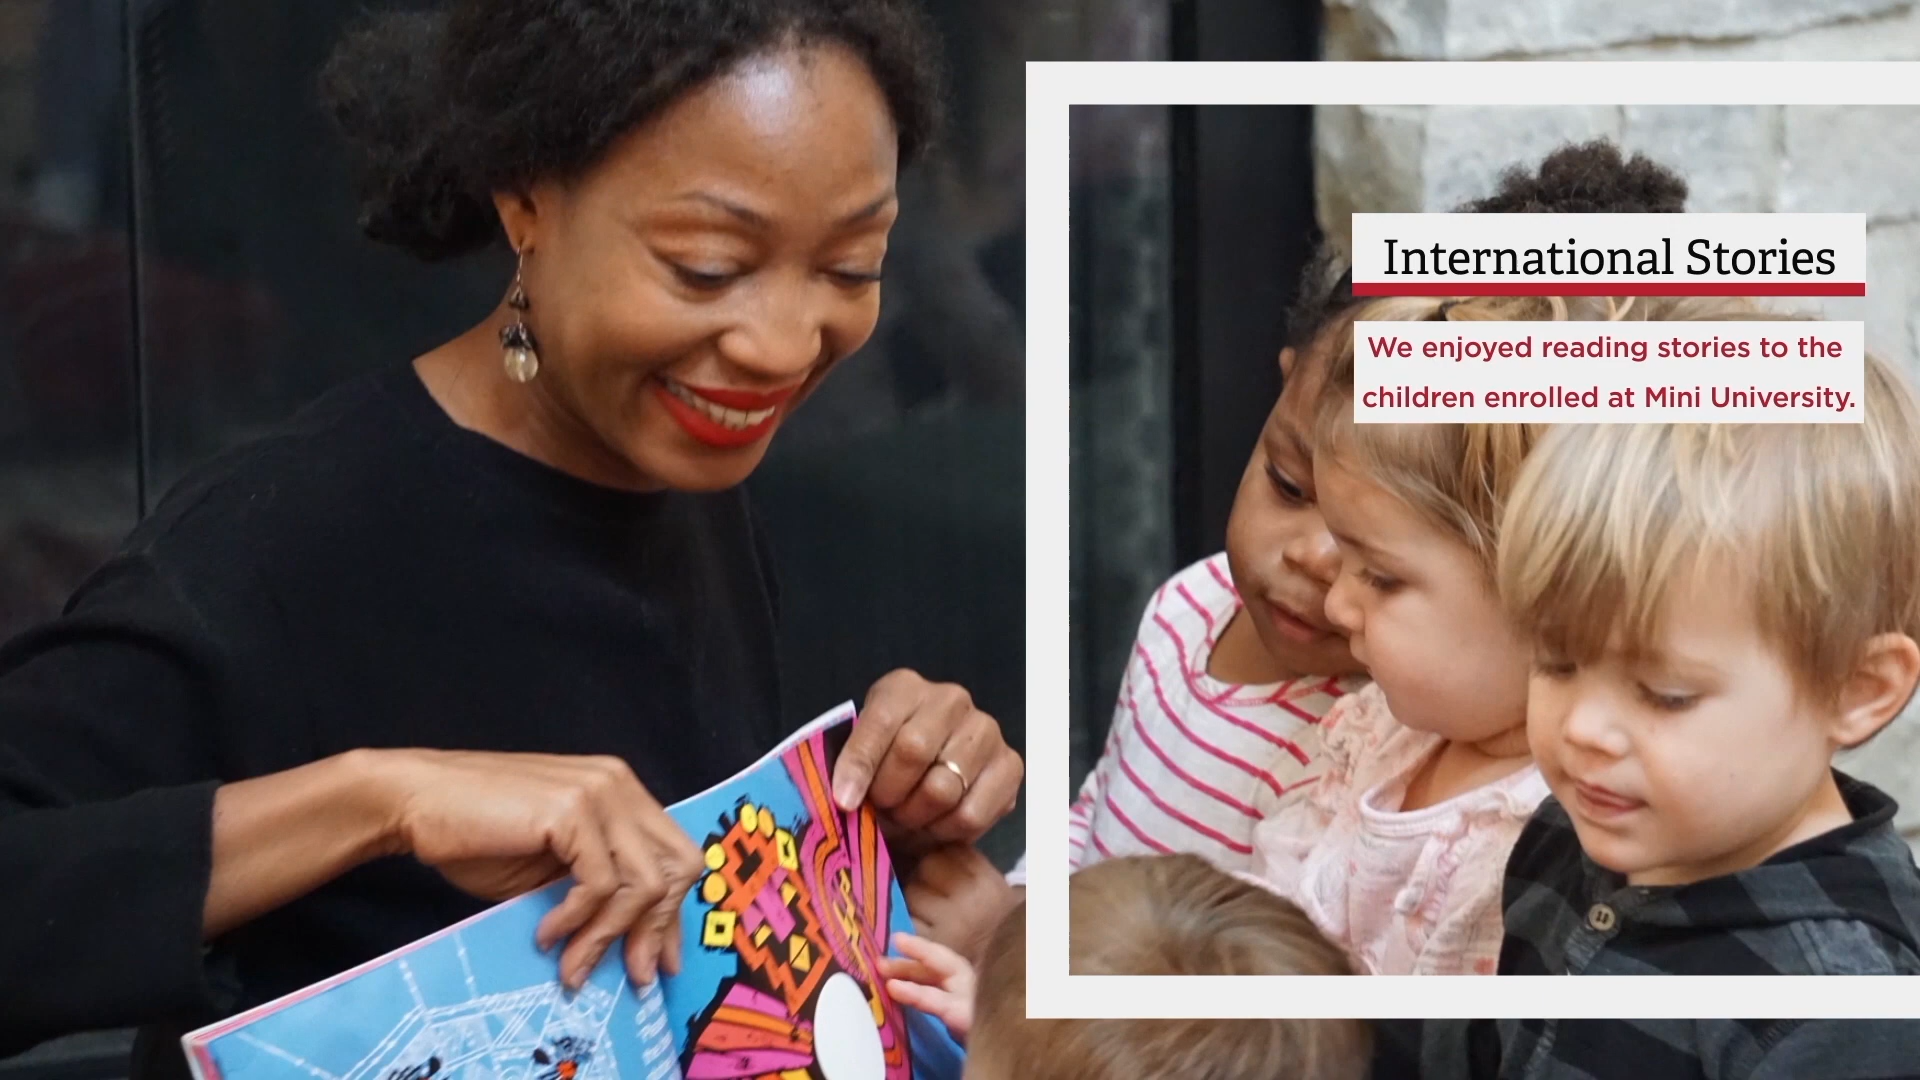 International Stories
We enjoyed reading stories to the
children enrolled at Mini University.